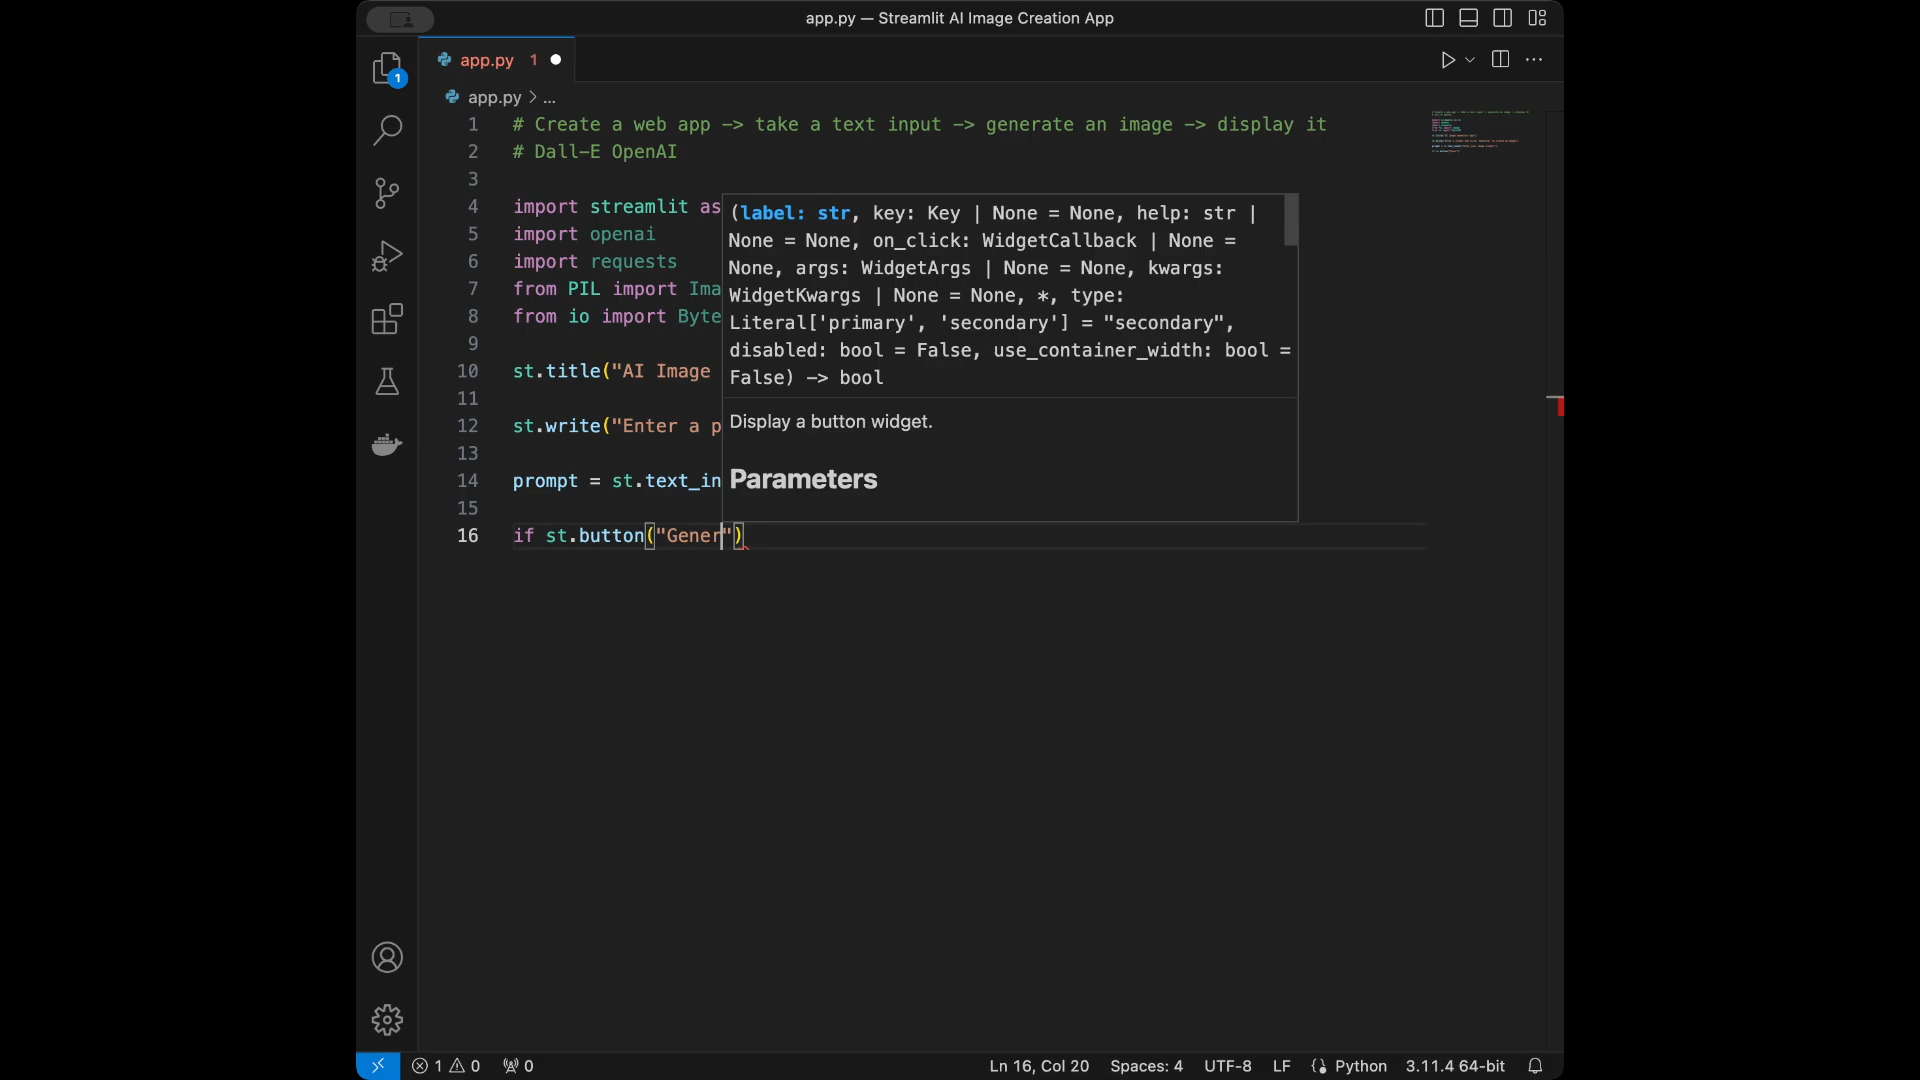 app.py — Streamlit AI Image Creation App
1
app.py 1
app.py > ...
1 # Create a web app -> take a text input -> generate an image -> display it
2 # Dall-E OpenAI
3
4 import streamlit as
5 import openai
6 import requests
7 from PIL import Ima
8 from io import Byte
9
10 st.title("AI Image
11
12 st.write("Enter a p
13
14 prompt = st.text_in
15
16 if st.button("Gener")
(label: str, key: Key | None = None, help: str |
None = None, on_click: WidgetCallback | None =
None, args: WidgetArgs | None = None, kwargs:
WidgetKwargs | None = None, *, type:
Literal['primary', 'secondary'] = "secondary",
disabled: bool = False, use_container_width: bool =
False) -> bool
Display a button widget.
Parameters
1 0 0 Ln 16, Col 20 Spaces: 4 UTF-8 LF Python 3.11.4 64-bit